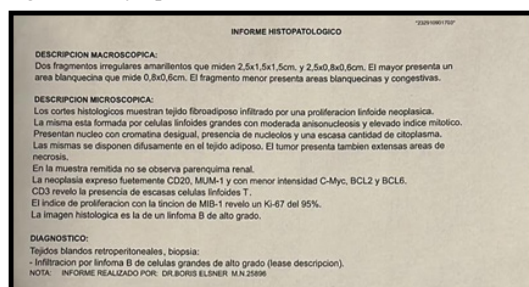 *232910901753*
INFORME HISTOPATOLOGICO
DESCRIPCION MACROSCOPICA:
Dos fragmentos irregulares amarillentos que miden 2,5x1,5x1,5cm. y 2,5x0,8x0,6cm. El mayor presenta un
area blanquecina que mide 0,8x0,6cm. El fragmento menor presenta areas blanquecinas y congestivas.
DESCRIPCION MICROSCOPICA:
Los cortes histologicos muestran tejido fibroadiposo infiltrado por una proliferacion linfoide neoplasica.
La misma esta formada por celulas linfoides grandes con moderada anisonucleosis y elevado indice mitotico.
Presentan nucleo con cromatina desigual, presencia de nucleolos y una escasa cantidad de citoplasma.
Las mismas se disponen difusamente en el tejido adiposo. El tumor presenta tambien extensas areas de
necrosis.
En la muestra remitida no se observa parenquima renal.
La neoplasia expreso fuetemente CD20, MUM-1 y con menor intensidad C-Myc, BCL2 y BCL6.
CD3 revelo la presencia de escasas celulas linfoides T.
El indice de proliferacion con la tincion de MIB-1 revelo un Ki-67 del 95%.
La imagen histologica es la de un linfoma B de alto grado.
DIAGNOSTICO:
Tejidos blandos retroperitoneales, biopsia:
- Infiltracion por linfoma B de celulas grandes de alto grado (lease descripcion).
NOTA: INFORME REALIZADO POR: DR.BORIS ELSNER M.N.25896